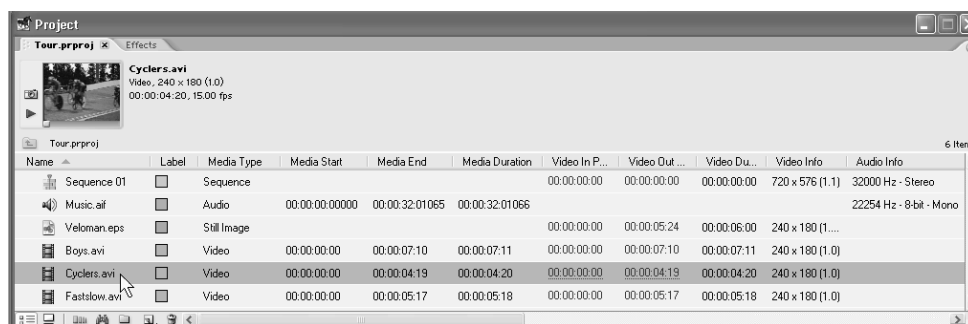 Project
Tour.prproj Effects
Cyclers.avi
Video, 240 x 180 (1.0)
00:00:04:20, 15.00 fps
Tour.prproj
Name Label Media Type Media Start Media End Media Duration Video In P... Video Out ... Video Du... Video Info Audio Info
Sequence 01 Sequence 00:00:00:00 00:00:00:00 00:00:00:00 720 x 576 (1.1) 32000 Hz - Stereo
Music.aif Audio 00:00:00:00000 00:00:32:01065 00:00:32:01066 22254 Hz - 8-bit - Mono
Veloman.eps Still Image 00:00:00:00 00:00:05:24 00:00:06:00 240 x 180 (1....
Boys.avi Video 00:00:00:00 00:00:07:10 00:00:07:11 00:00:00:00 00:00:07:10 00:00:07:11 240 x 180 (1.0)
Cyclers.avi Video 00:00:00:00 00:00:04:19 00:00:04:20 00:00:00:00 00:00:04:19 00:00:04:20 240 x 180 (1.0)
Fastslow.avi Video 00:00:00:00 00:00:05:17 00:00:05:18 00:00:00:00 00:00:05:17 00:00:05:18 240 x 180 (1.0)